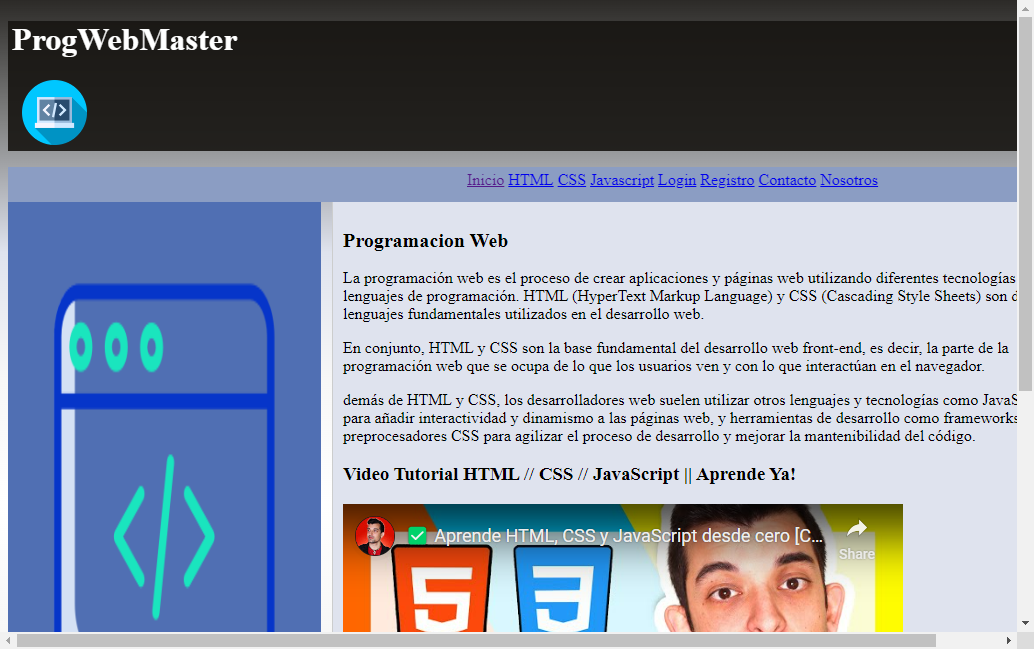 ProgWebMaster
</>
Inicio HTML CSS Javascript Login Registro Contacto Nosotros
Programacion Web
La programación web es el proceso de crear aplicaciones y páginas web utilizando diferentes tecnologías
lenguajes de programación. HTML (HyperText Markup Language) y CSS (Cascading Style Sheets) son
lenguajes fundamentales utilizados en el desarrollo web.
En conjunto, HTML y CSS son la base fundamental del desarrollo web front-end, es decir, la parte de la
programación web que se ocupa de lo que los usuarios ven y con lo que interactúan en el navegador.
demás de HTML y CSS, los desarrolladores web suelen utilizar otros lenguajes y tecnologías como JavaS
para añadir interactividad y dinamismo a las páginas web, y herramientas de desarrollo como frameworks
preprocesadores CSS para agilizar el proceso de desarrollo y mejorar la mantenibilidad del código.
Video Tutorial HTML // CSS // JavaScript || Aprende Ya!
✅ Aprende HTML, CSS y JavaScript desde cero [C...
Share
5 3
</>